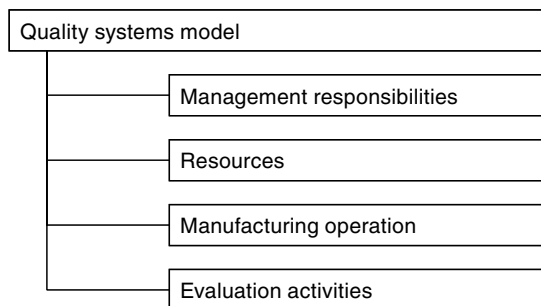 Quality systems model
Management responsibilities
Resources
Manufacturing operation
Evaluation activities